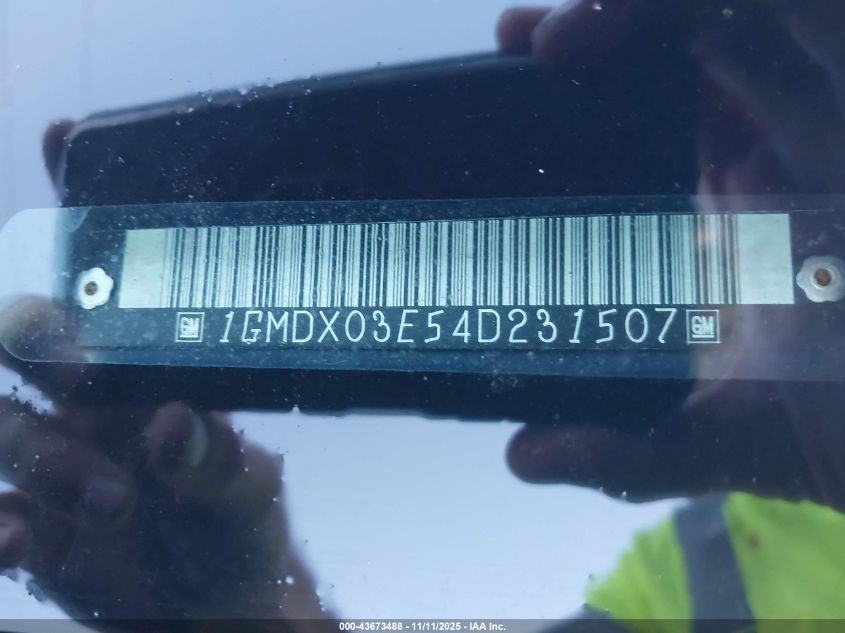 GM 1GMDX03E54D231507 GM
000-43673488 - 11/11/2025 - IAA Inc.